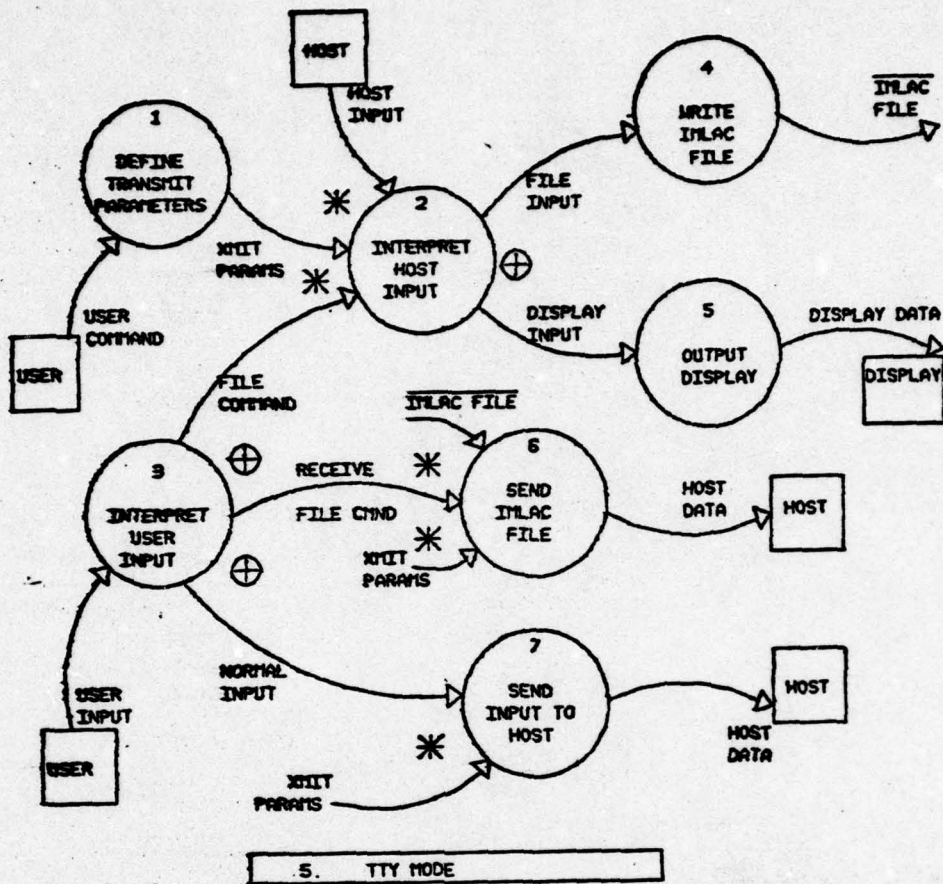 HOST
HOST
INPUT
1
DEFINE
TRANSMIT
PARAMETERS
4
WRITE
IMLAC
FILE
IMLAC
FILE
FILE
INPUT
2
INTERPRET
HOST
INPUT
XMIT
PARAMS
USER
COMMAND
USER
DISPLAY
INPUT
5
OUTPUT
DISPLAY
DISPLAY DATA
DISPLAY
FILE
COMMAND
IMLAC FILE
3
INTERPRET
USER
INPUT
RECEIVE
FILE CMND
6
SEND
IMLAC
FILE
XMIT
PARAMS
HOST
DATA
HOST
USER
INPUT
USER
NORMAL
INPUT
7
SEND
INPUT TO
HOST
XMIT
PARAMS
HOST
DATA
HOST
5. TTY MODE